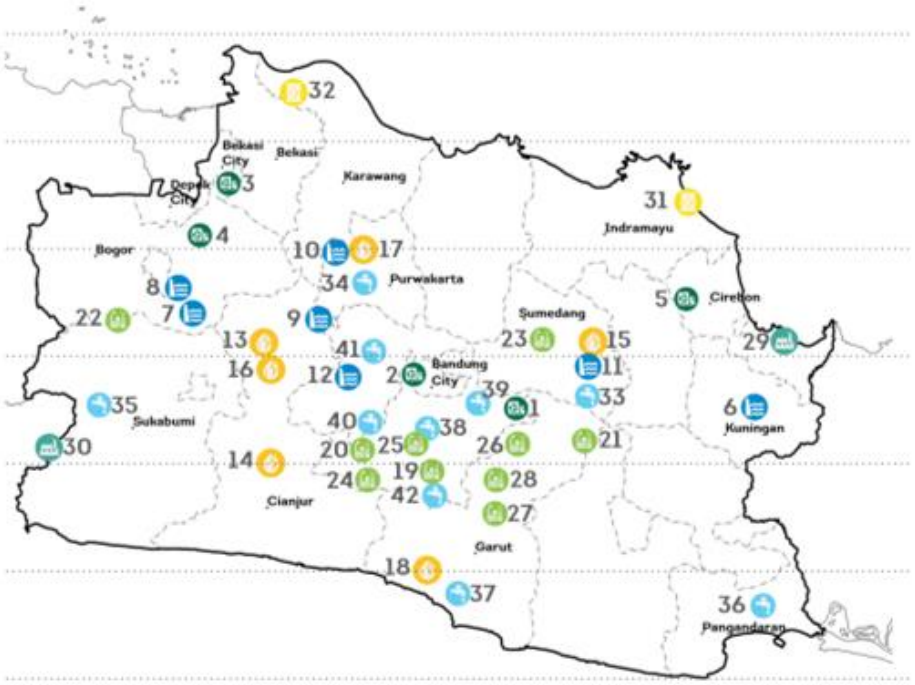 32
Bekasi
City
Bekasi
3
Karawang
Depok
City
31
Indramayu
4
Bogor
10
17
34
Purwakarta
8
5
Cirebon
7
9
22
Sumedang
23
15
13
29
41
11
16
12
2
Bandung
City
39
33
35
1
6
Sukabumi
40
38
Kuningan
30
20
25
26
21
14
19
24
28
42
Cianjur
27
Garut
18
37
36
Pangandaran